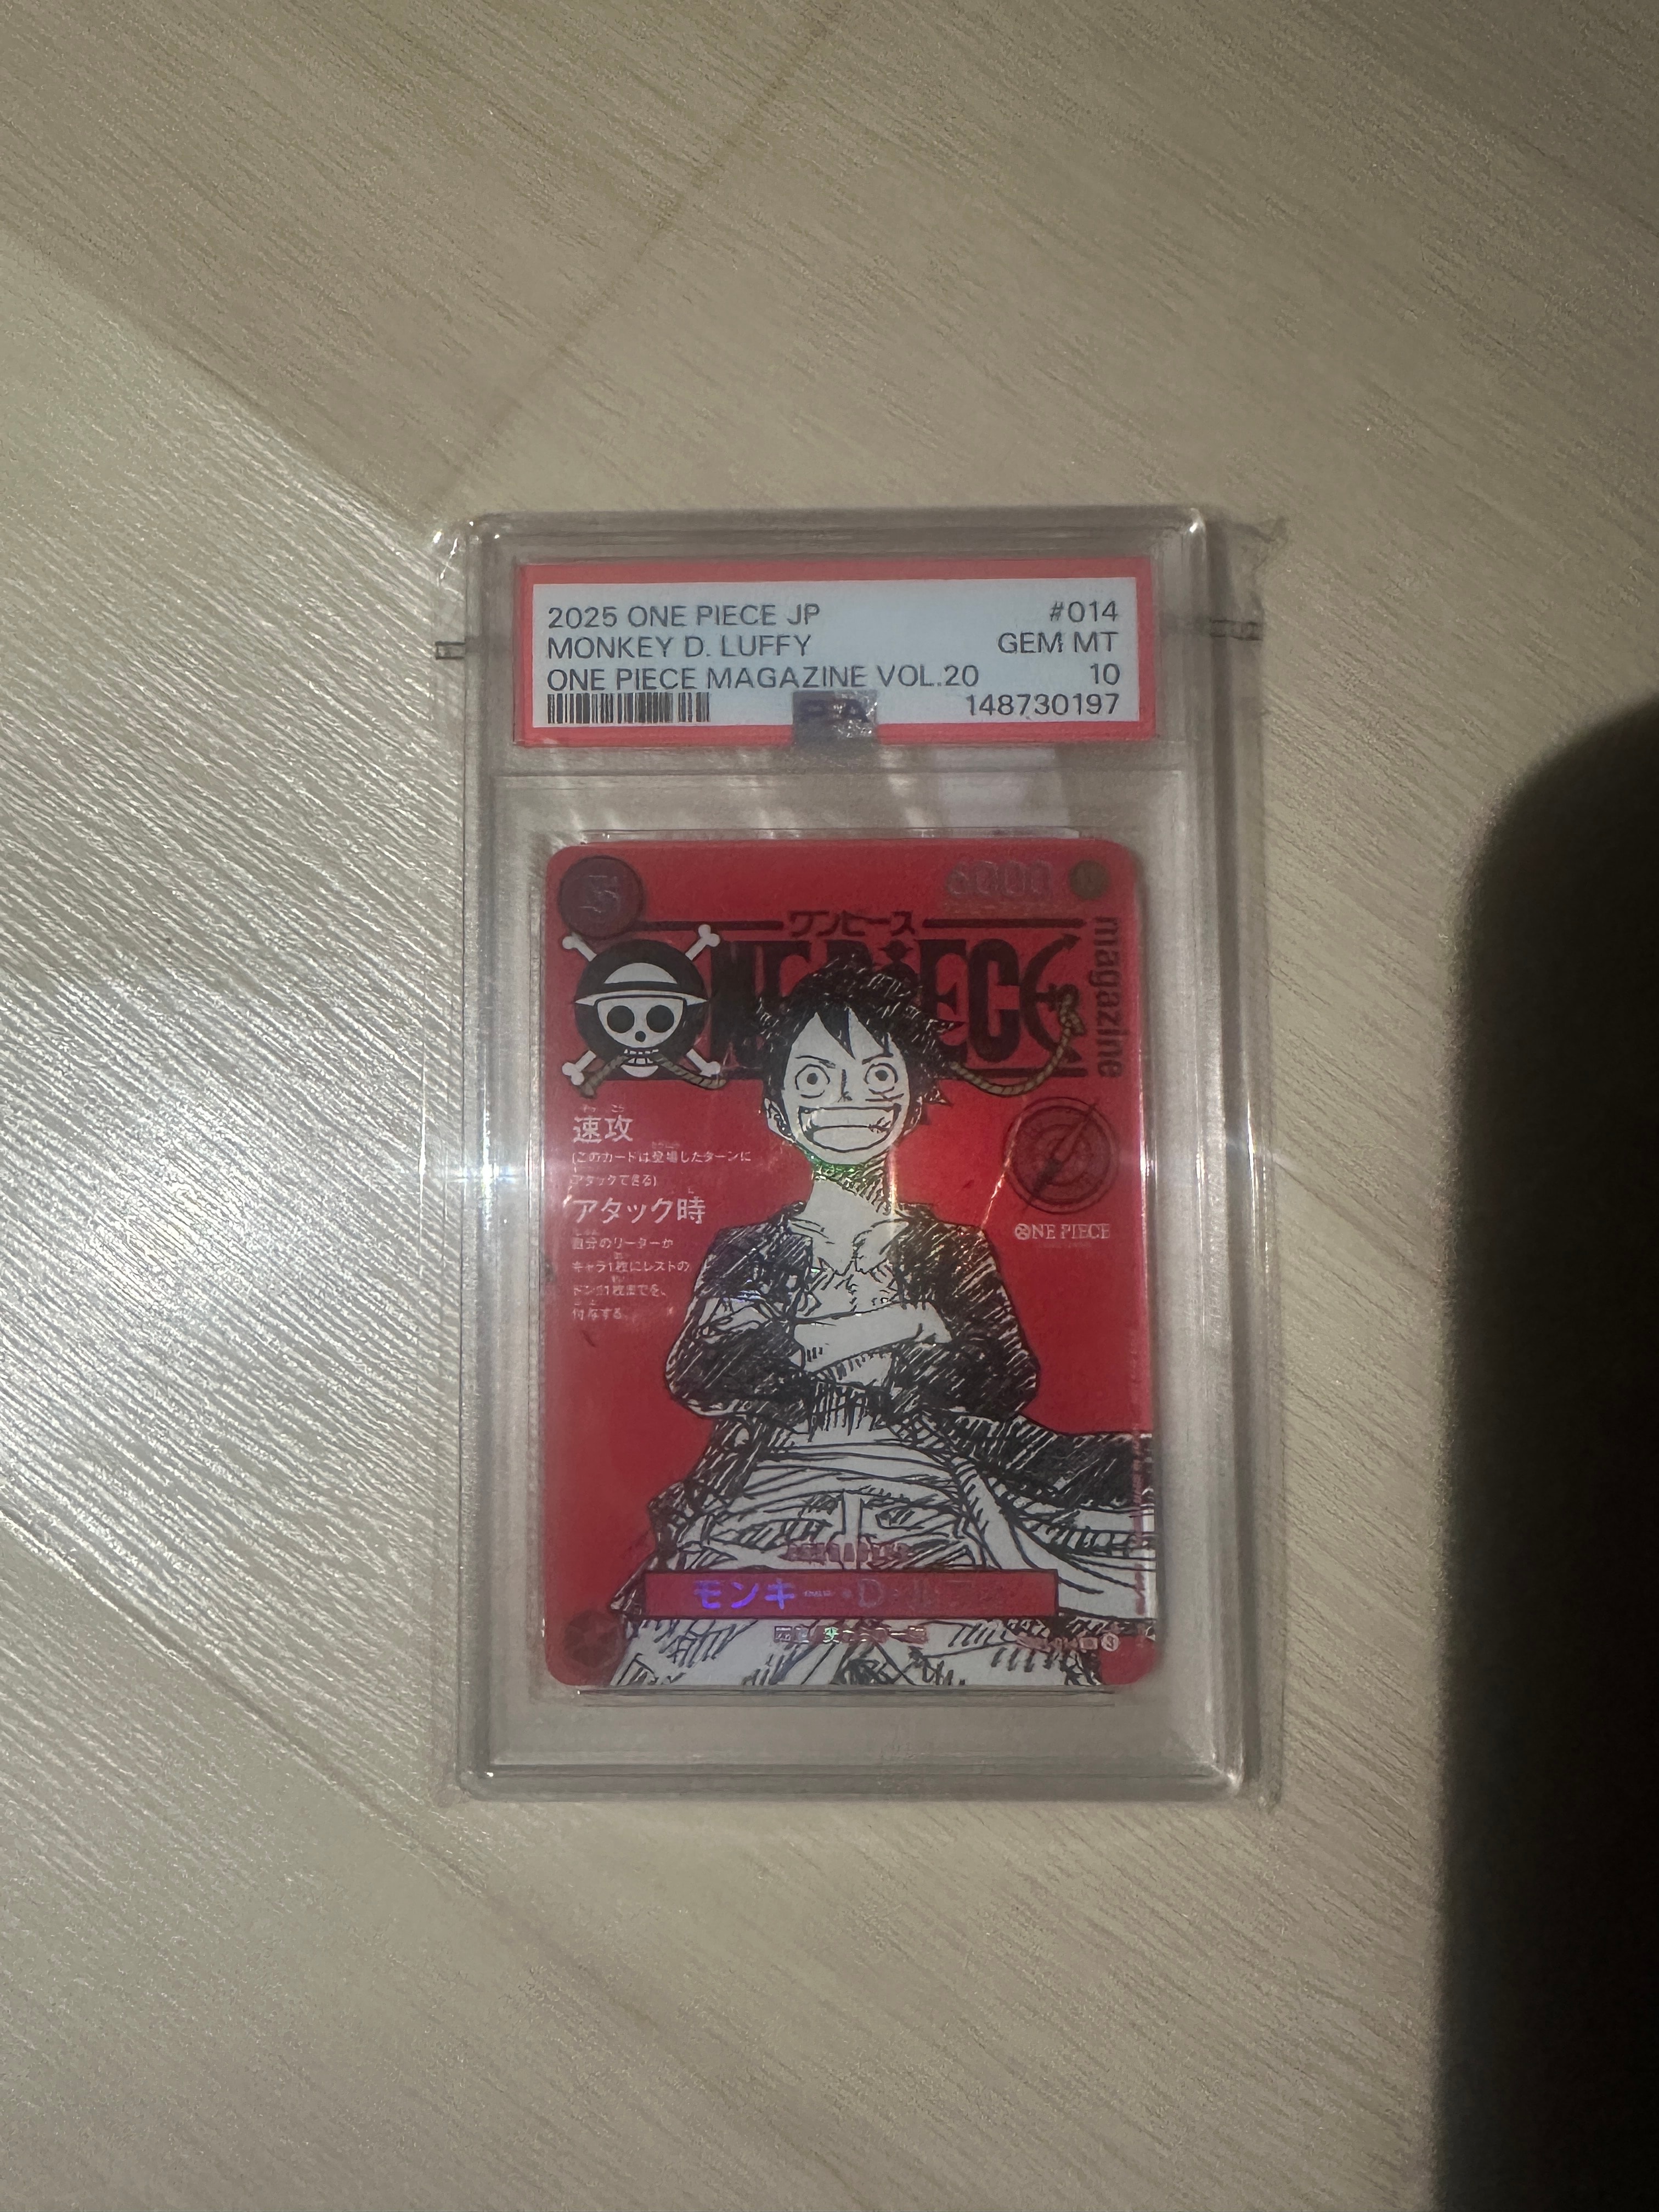 2025 ONE PIECE JP #014
MONKEY D. LUFFY GEM MT
ONE PIECE MAGAZINE VOL.20 10
148730197
PSA
5
6000
ワンピース
ONE PIECE
magazine
速攻
(このカードは登場したターンに
アタックできる)
アタック時
自分のリーダーか
キャラ1枚にレストの
ドン!!1枚までを、
付与する
ONE PIECE
モンキー・D・